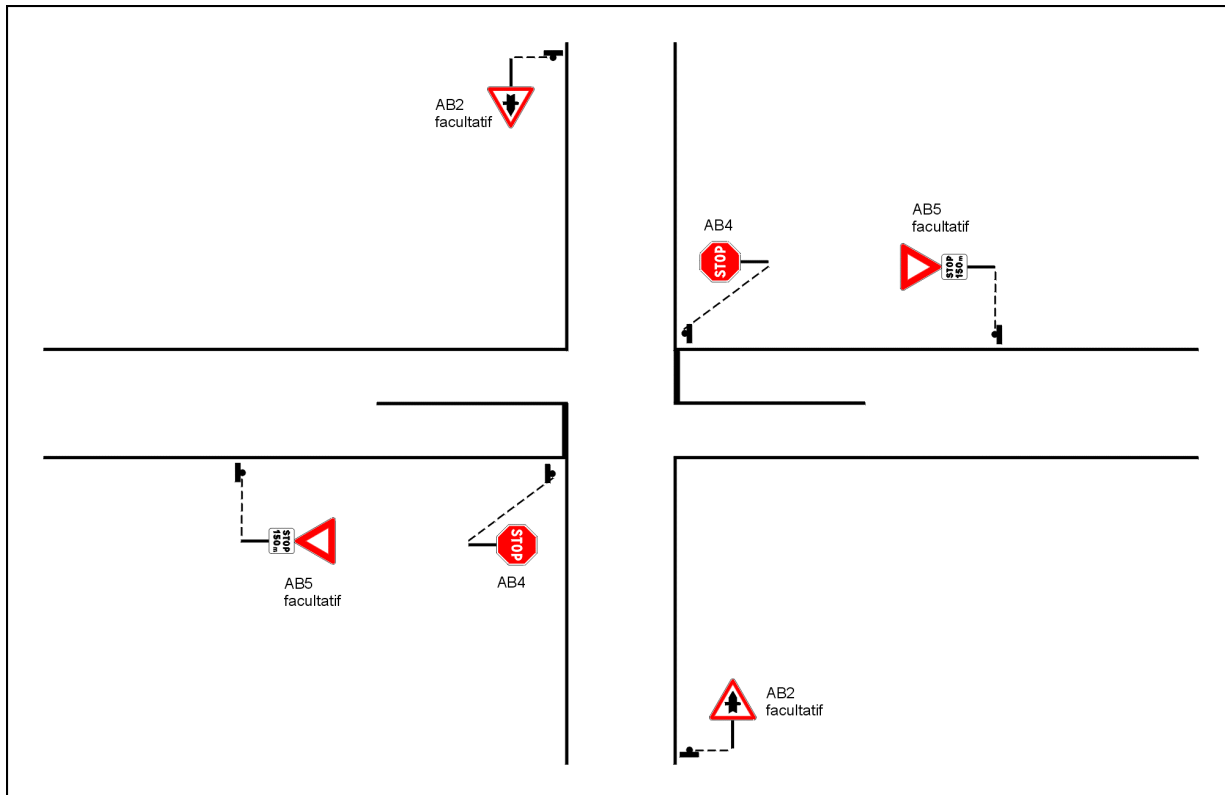 AB2
facultatif
AB4
STOP
AB5
facultatif
STOP
150m
STOP
150m
AB5
facultatif
STOP
AB4
AB2
facultatif